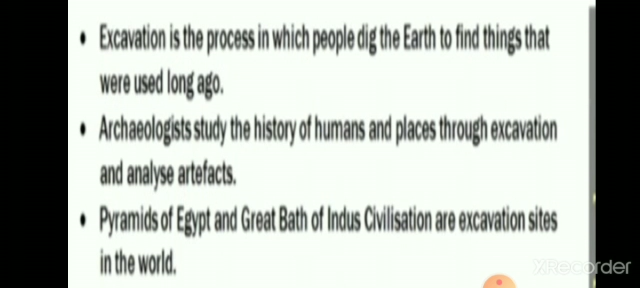 • Excavation is the process in which people dig the Earth to find things that
were used long ago.
• Archaeologists study the history of humans and places through excavation
and analyse artefacts.
• Pyramids of Egypt and Great Bath of Indus Civilisation are excavation sites
in the world.
XRecorder